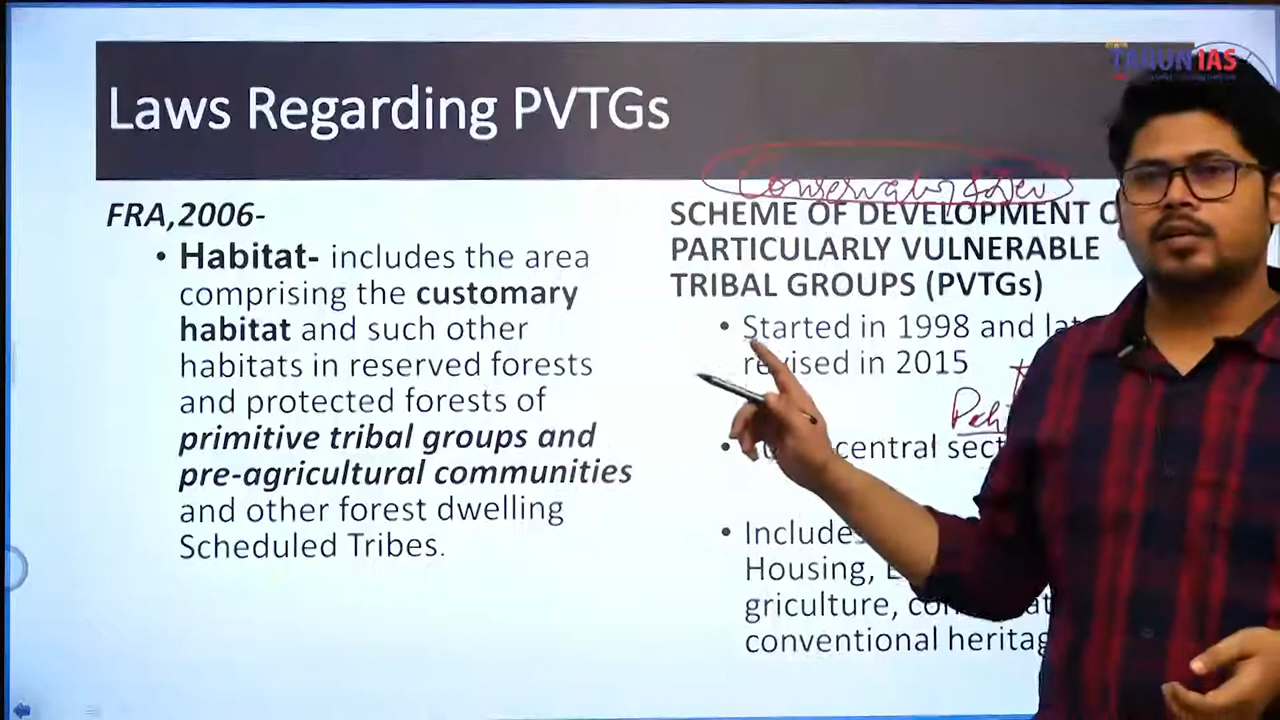 TARUN IAS
Laws Regarding PVTGs
FRA,2006-
• Habitat- includes the area
comprising the customary
habitat and such other
habitats in reserved forests
and protected forests of
primitive tribal groups and
pre-agricultural communities
and other forest dwelling
Scheduled Tribes.
SCHEME OF DEVELOPMENT
PARTICULARLY VULNERABLE
TRIBAL GROUPS (PVTGs)
• Started in 1998 and
revised in 2015
central
• Includes
Housing,
griculture,
conventional